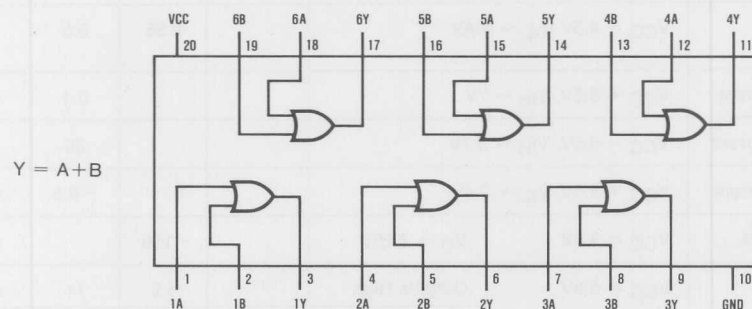 VCC 6B 6A 6Y 5B 5A 5Y 4B 4A 4Y
20 19 18 17 16 15 14 13 12 11
Y = A+B
1 2 3 4 5 6 7 8 9 10
1A 1B 1Y 2A 2B 2Y 3A 3B 3Y GND